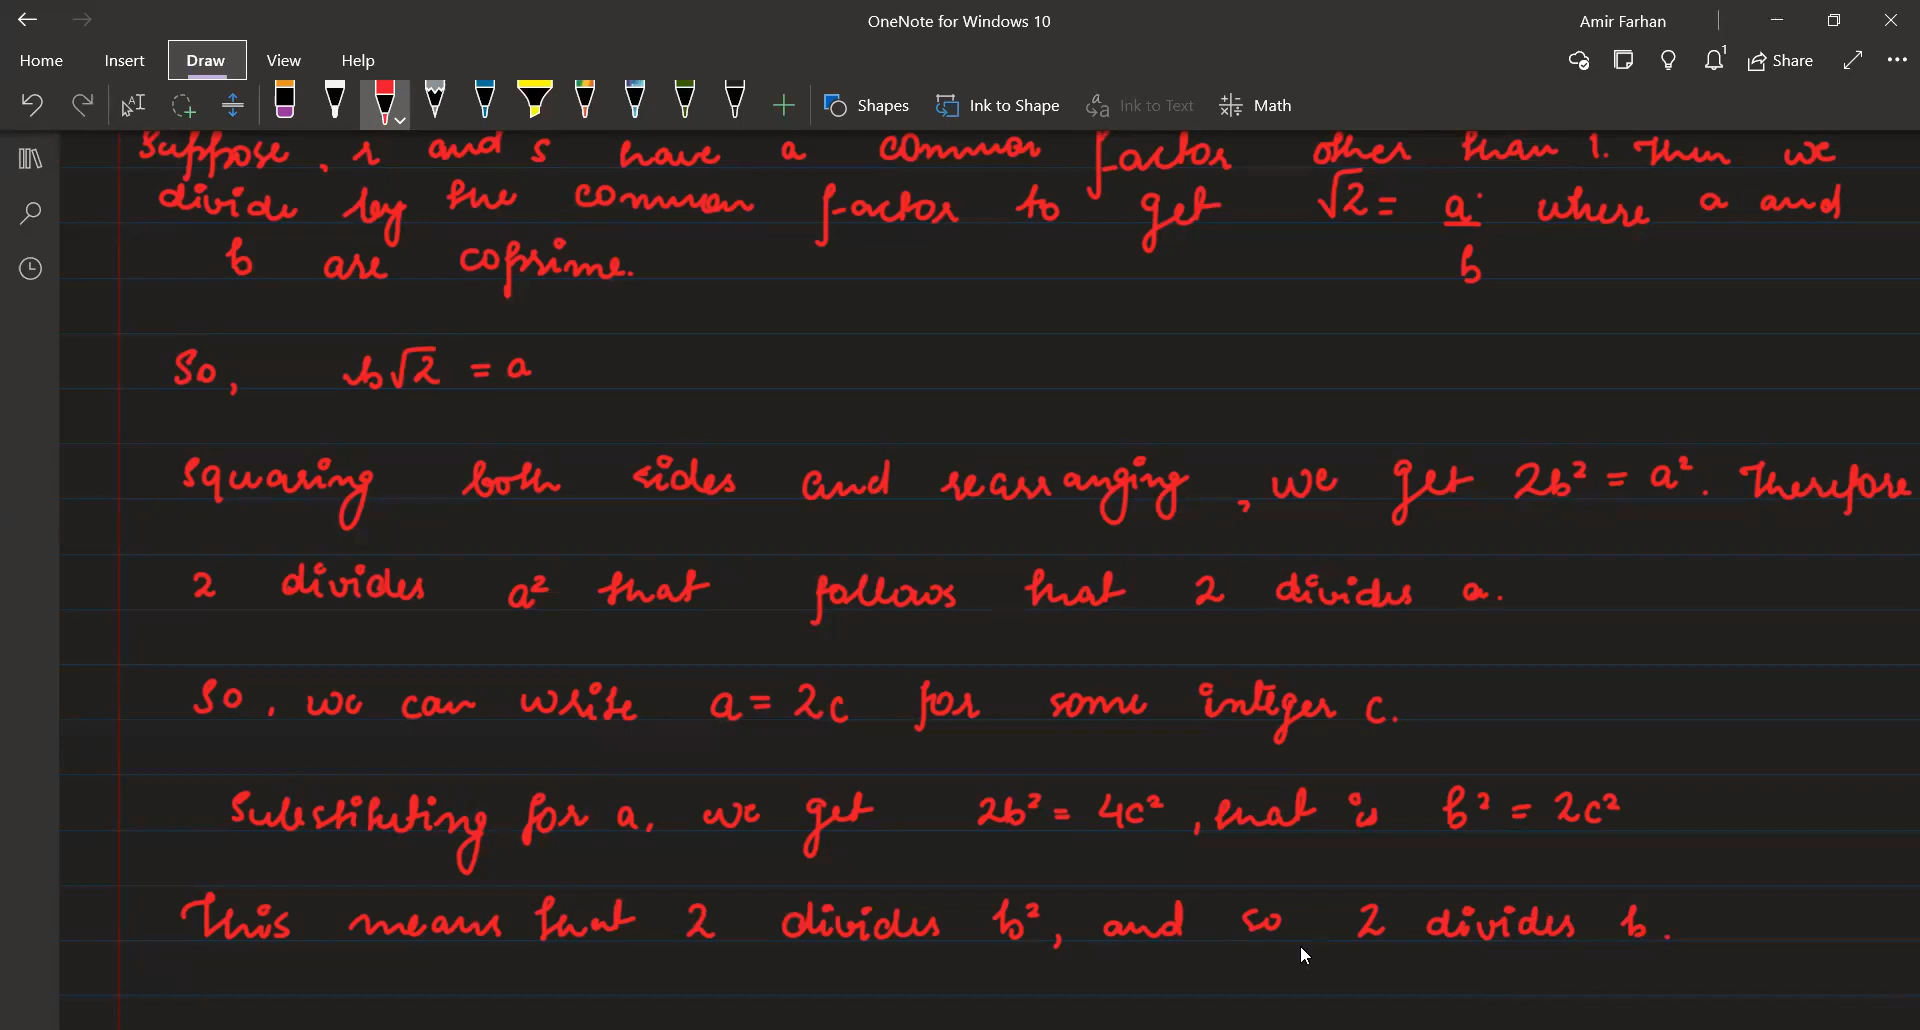 OneNote for Windows 10
Amir Farhan
Home Insert Draw View Help
1 Share
Shapes Ink to Shape Ink to Text Math
Suppose, r and s have a common factor other than 1. Then we
divide by the common factor to get √2 = a/b where a and
b are coprime.
So, b√2 = a
Squaring both sides and rearranging, we get 2b² = a². Therefore
2 divides a² that follows that 2 divides a.
So, we can write a = 2c for some integer c.
Substituting for a, we get 2b² = 4c², that is b² = 2c²
This means that 2 divides b², and so 2 divides b.